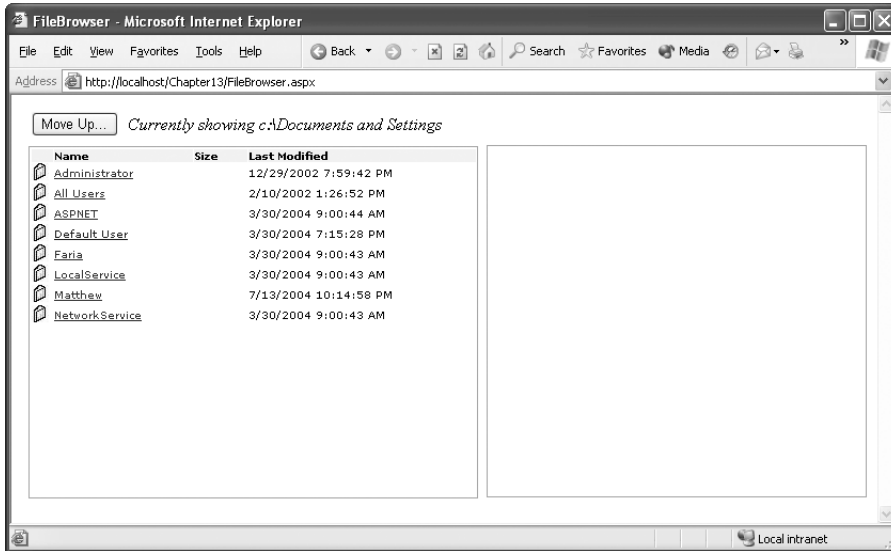 FileBrowser - Microsoft Internet Explorer
File Edit View Favorites Tools Help Back Search Favorites Media »
Address http://localhost/Chapter13/FileBrowser.aspx
Move Up... Currently showing c:\Documents and Settings
Name Size Last Modified
Administrator 12/29/2002 7:59:42 PM
All Users 2/10/2002 1:26:52 PM
ASPNET 3/30/2004 9:00:44 AM
Default User 3/30/2004 7:15:28 PM
Faria 3/30/2004 9:00:43 AM
LocalService 3/30/2004 9:00:43 AM
Matthew 7/13/2004 10:14:58 PM
NetworkService 3/30/2004 9:00:43 AM
Local intranet